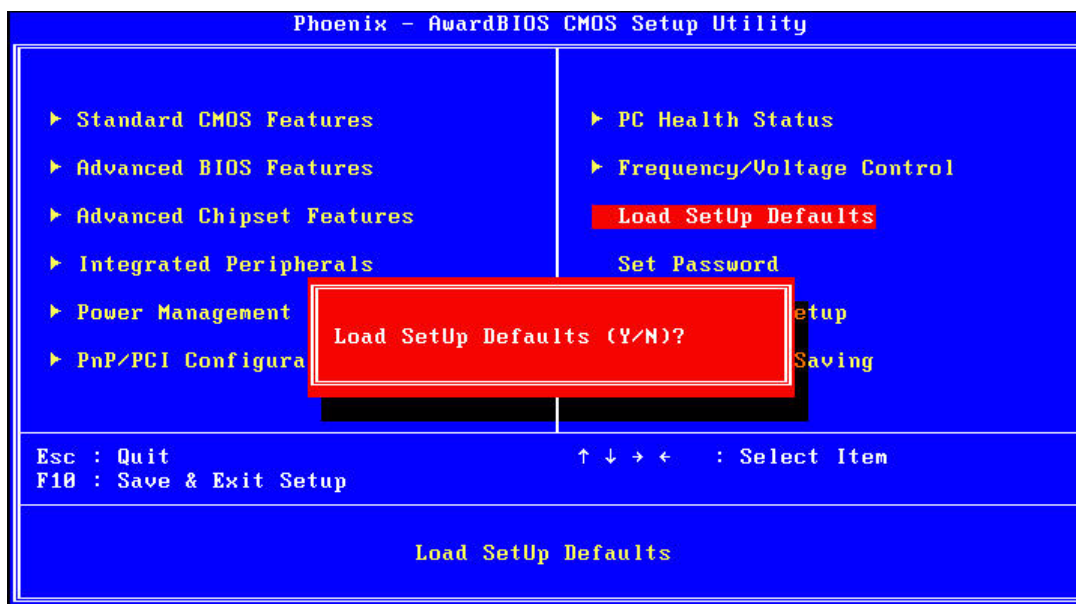 Phoenix - AwardBIOS CMOS Setup Utility
Standard CMOS Features
Advanced BIOS Features
Advanced Chipset Features
Integrated Peripherals
Power Management
PnP/PCI Configura
PC Health Status
Frequency/Voltage Control
Load SetUp Defaults
Set Password
etup
Saving
Load SetUp Defaults (Y/N)?
Esc : Quit
F10 : Save & Exit Setup
↑ ↓ → ← : Select Item
Load SetUp Defaults